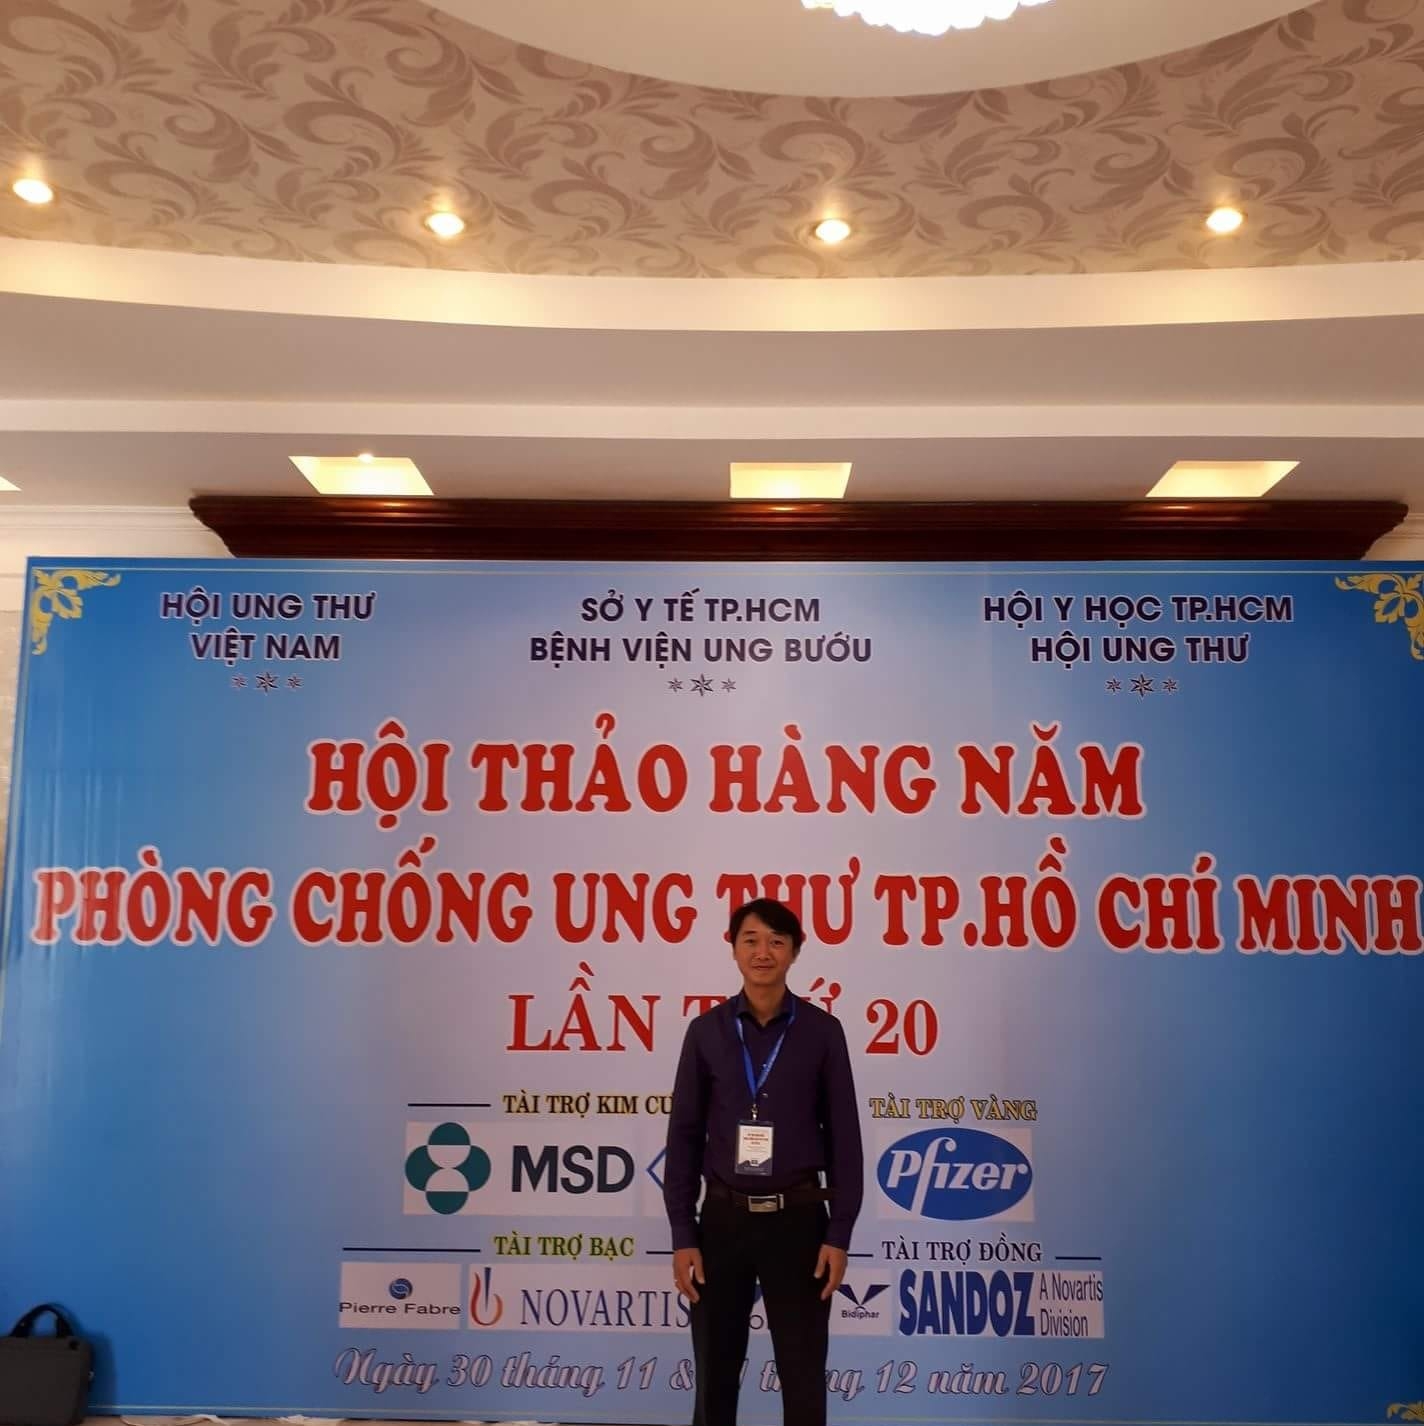 HỘI UNG THƯ
VIỆT NAM
SỞ Y TẾ TP.HCM
BỆNH VIỆN UNG BƯỚU
HỘI Y HỌC TP.HCM
HỘI UNG THƯ
HỘI THẢO HÀNG NĂM
PHÒNG CHỐNG UNG THƯ TP.HỒ CHÍ MINH
LẦN THỨ 20
TÀI TRỢ KIM
TÀI TRỢ VÀNG
MSD
Pfizer
TÀI TRỢ BẠC
TÀI TRỢ ĐỒNG
Pierre Fabre
NOVARTIS
Bidiphar
SANDOZ
A Novartis
Division
Ngày 30 tháng 11 & tháng 12 năm 2017